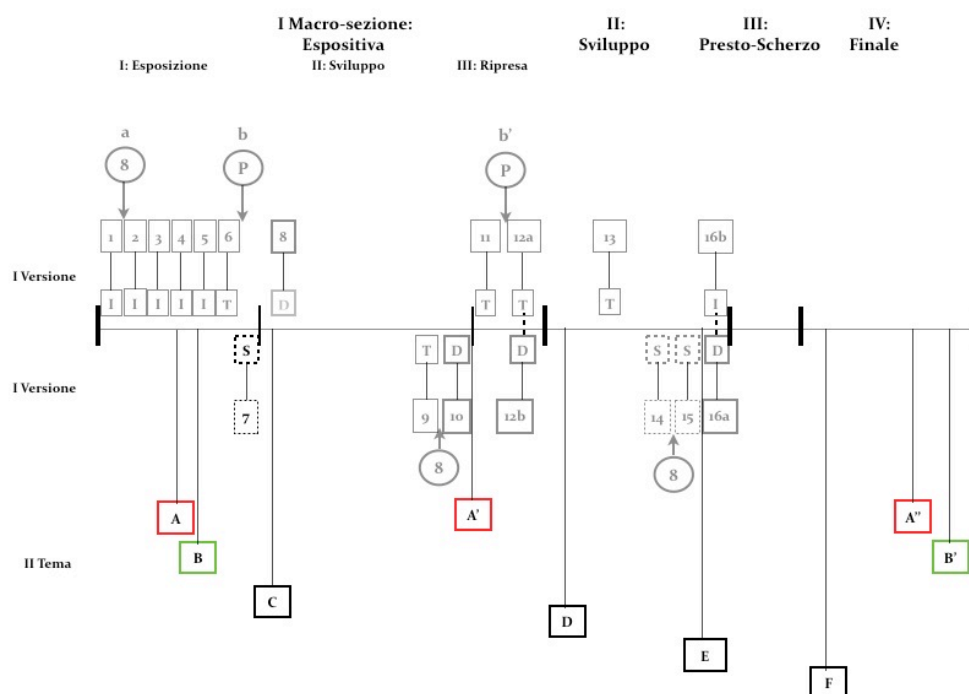 I Macro-sezione:
Espositiva
II:
Sviluppo
III:
Presto-Scherzo
IV:
Finale
I: Esposizione
II: Sviluppo
III: Ripresa
a
b
b'
8
P
P
1 2 3 4 5 6 8 11 12a 13 16b
I Versione
I I I I I T D T T T I
S T D D S S D
I Versione
7 9 10 12b 14 15 16a
8
8
A
A'
A''
II Tema
B
B'
C
D
E
F